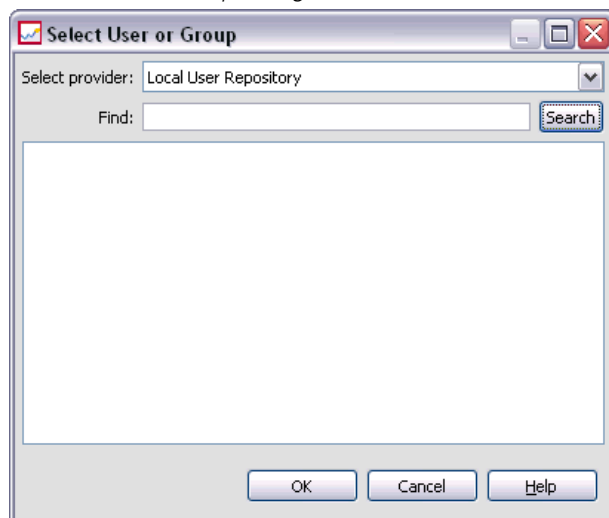 Select User or Group
Select provider: Local User Repository
Find: Search
OK Cancel Help